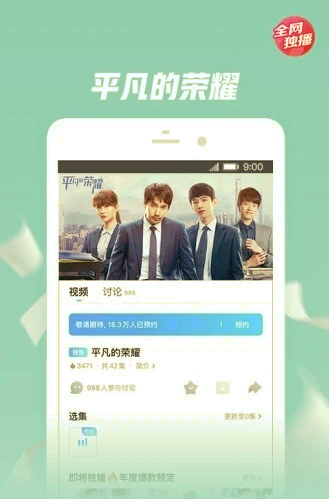 全网
独播
平凡的荣耀
9:00
平凡的荣耀
视频 讨论 988
敬请期待，18.3万人已预约 | 预约
预告 平凡的荣耀
3471 · 共42集 · 简介 >
988人参与讨论
选集 更新至0集 >
预告
即将独播🔥年度爆款预定 更多 >